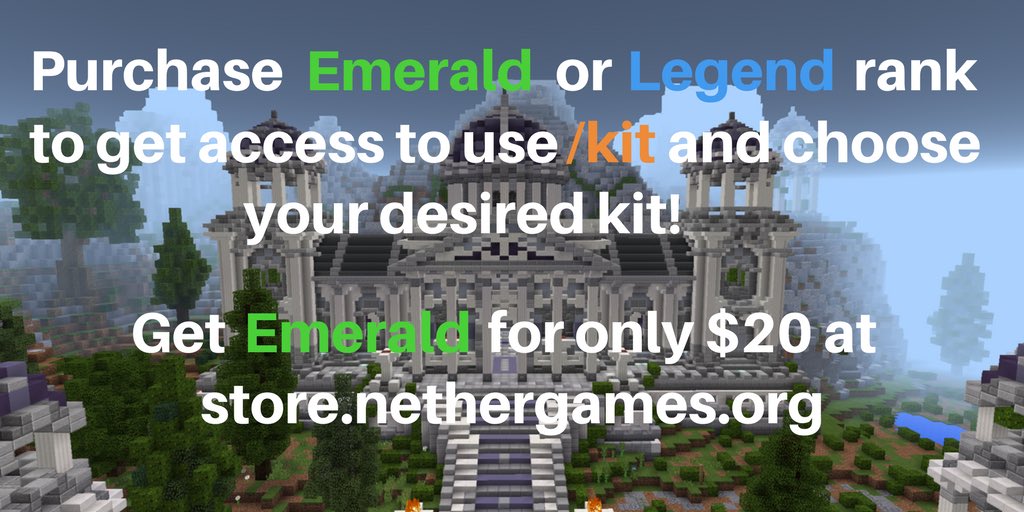 Purchase Emerald or Legend rank
to get access to use /kit and choose
your desired kit!
Get Emerald for only $20 at
store.nethergames.org